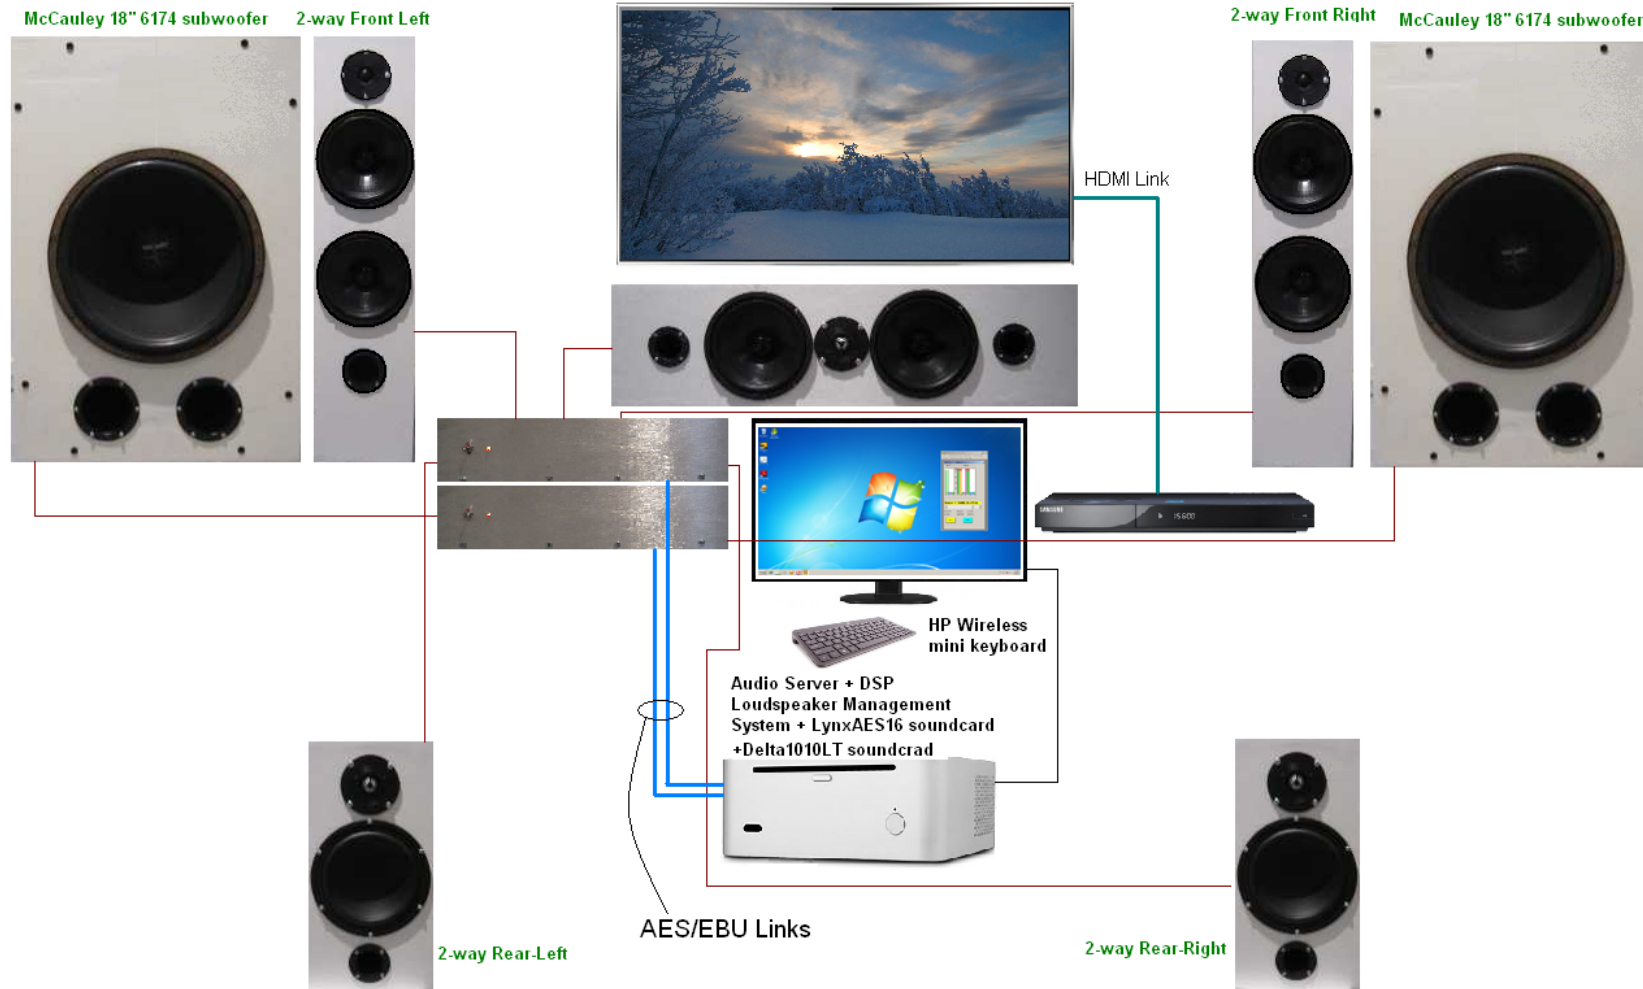 McCauley 18" 6174 subwoofer
2-way Front Left
2-way Front Right
McCauley 18" 6174 subwoofer
HDMI Link
SAMSUNG
HP Wireless
mini keyboard
Audio Server + DSP
Loudspeaker Management
System + LynxAES16 soundcard
+Delta1010LT soundcrad
AES/EBU Links
2-way Rear-Left
2-way Rear-Right